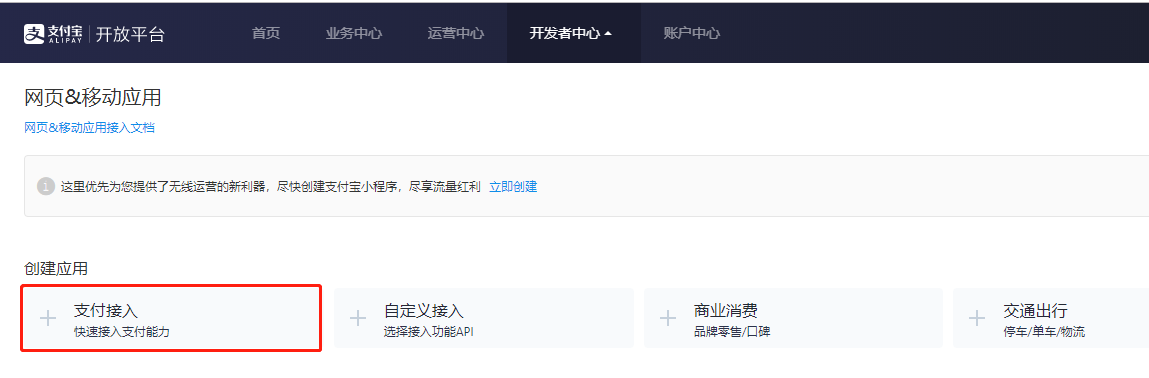 支 支付宝 ALIPAY 开放平台 首页 业务中心 运营中心 开发者中心 账户中心
网页&移动应用
网页&移动应用接入文档
1 这里优先为您提供了无线运营的新利器，尽快创建支付宝小程序，尽享流量红利 立即创建
创建应用
支付接入 自定义接入 商业消费 交通出行
快速接入支付能力 选择接入功能API 品牌零售/口碑 停车/单车/物流